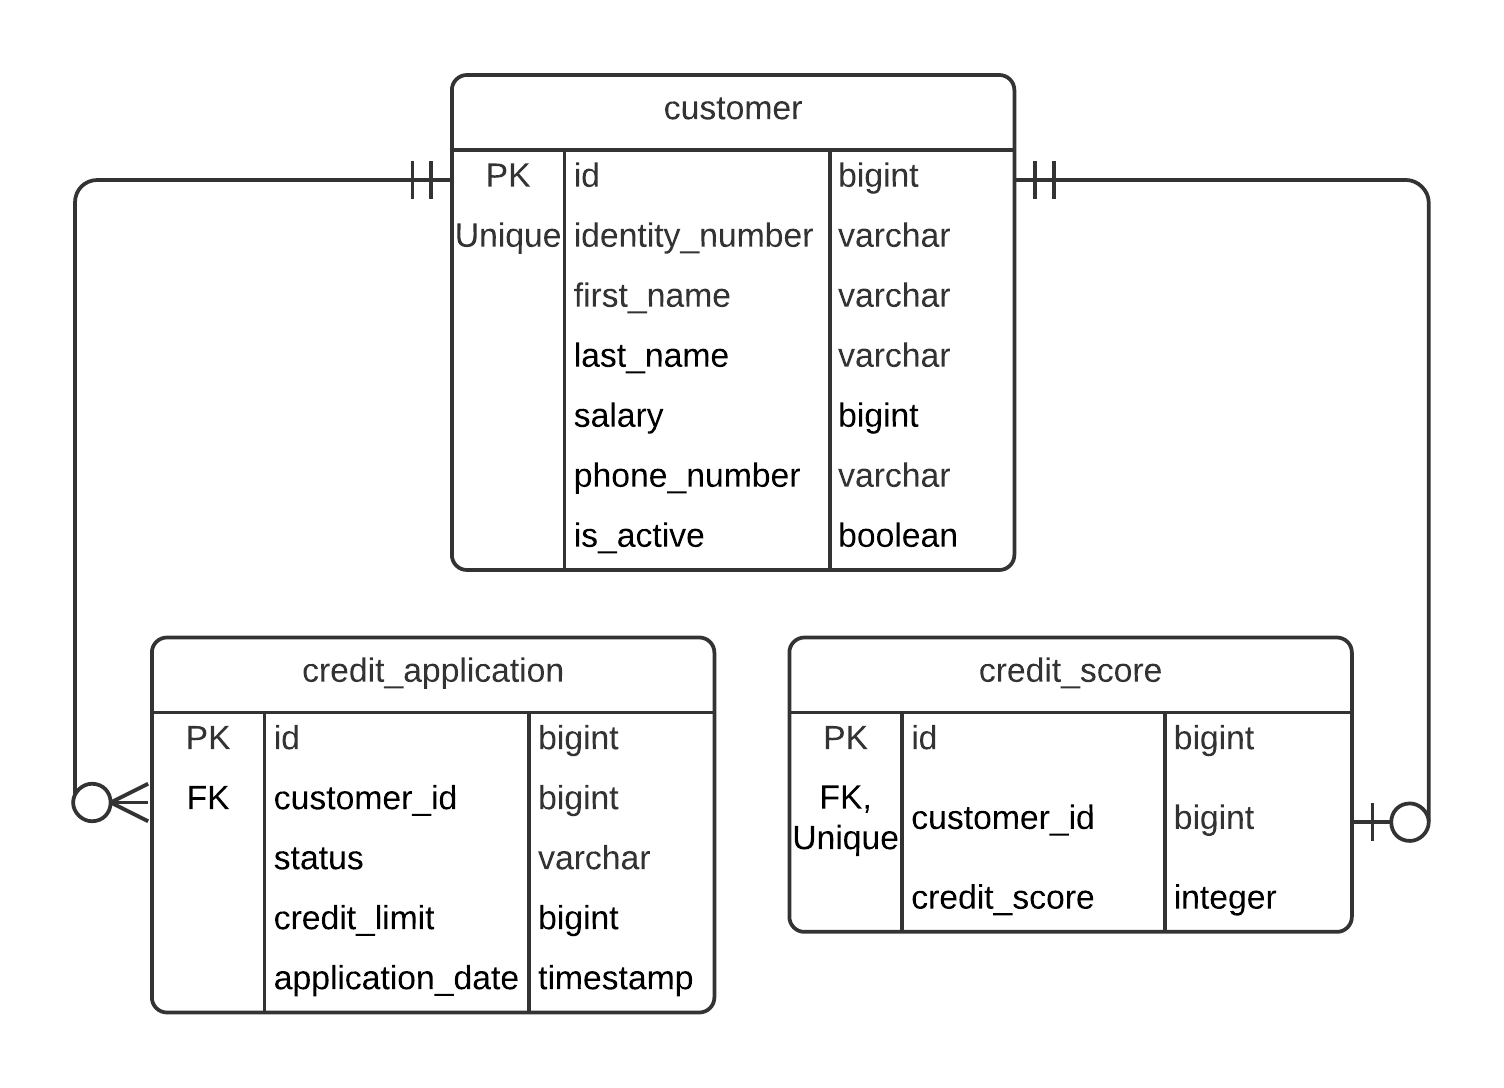 customer
PK id bigint
Unique identity_number varchar
first_name varchar
last_name varchar
salary bigint
phone_number varchar
is_active boolean
credit_application
PK id bigint
FK customer_id bigint
status varchar
credit_limit bigint
application_date timestamp
credit_score
PK id bigint
FK,
Unique customer_id bigint
credit_score integer